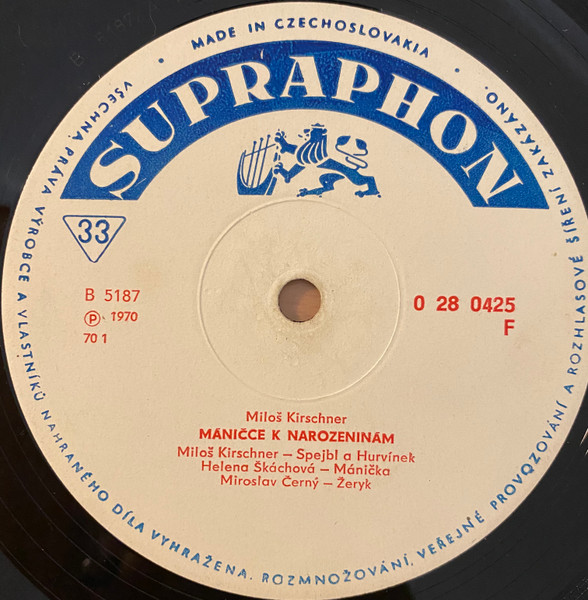 MADE IN CZECHOSLOVAKIA
SUPRAPHON
33
B 5187
Ⓟ 1970
70 1
0 28 0425
F
Miloš Kirschner
MÁNIČCE K NAROZENINÁM
Miloš Kirschner – Spejbl a Hurvínek
Helena Škáchová – Mánička
Miroslav Černý – Žeryk
VŠECHNA PRÁVA VÝROBCE A VLASTNÍKŮ NAHRANÉHO DÍLA VYHRAŽENA. ROZMNOŽOVÁNÍ, VEŘEJNÉ PROVOZOVÁNÍ A ROZHLASOVÉ ŠÍŘENÍ ZAKÁZÁNO.